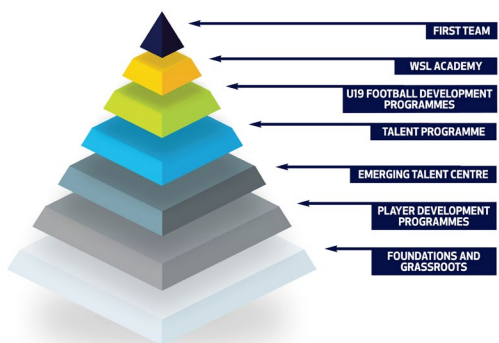 FIRST TEAM
WSL ACADEMY
U19 FOOTBALL DEVELOPMENT
PROGRAMMES
TALENT PROGRAMME
EMERGING TALENT CENTRE
PLAYER DEVELOPMENT
PROGRAMMES
FOUNDATIONS AND
GRASSROOTS